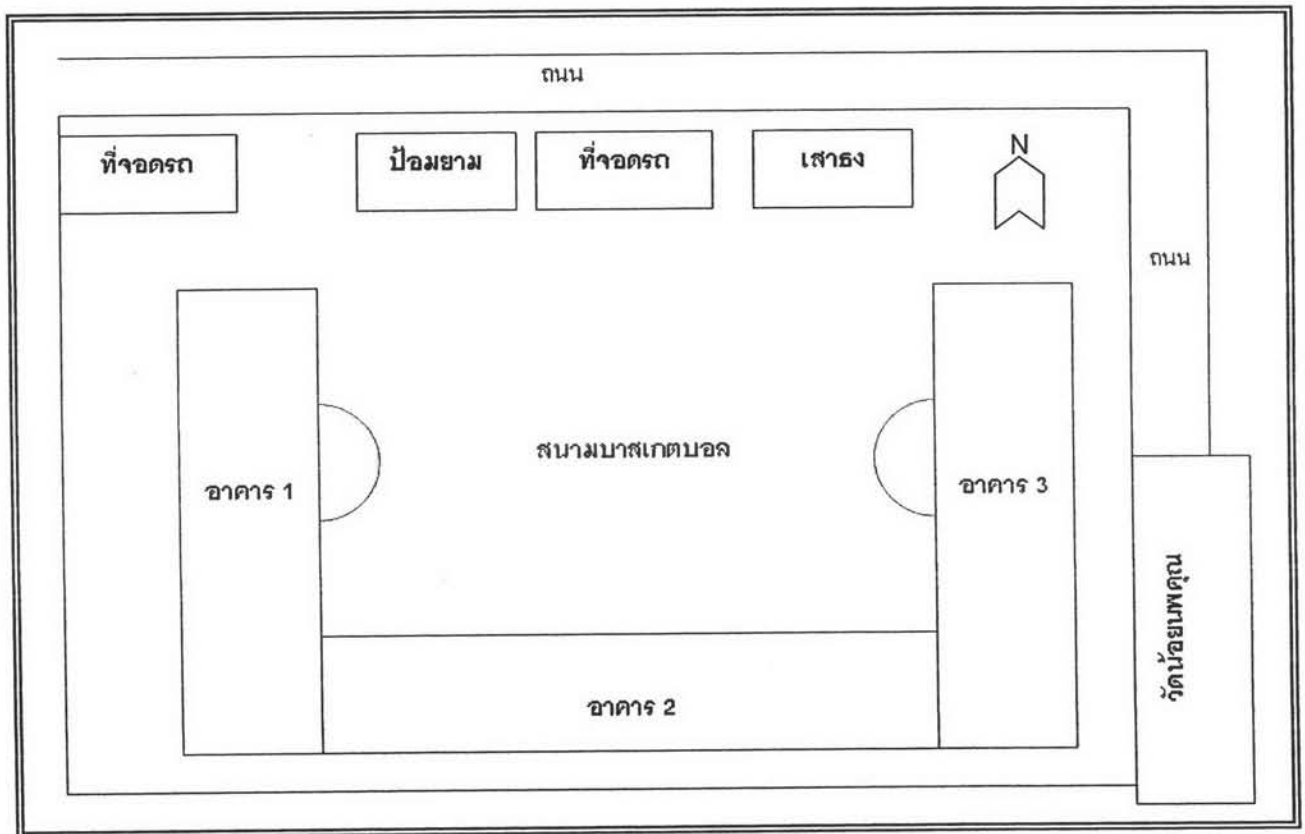 ถนน
ที่จอดรถ
ป้อมยาม
ที่จอดรถ
เสาธง
N
ถนน
สนามบาสเกตบอล
อาคาร 1
อาคาร 3
วัดน้อยนพคุณ
อาคาร 2